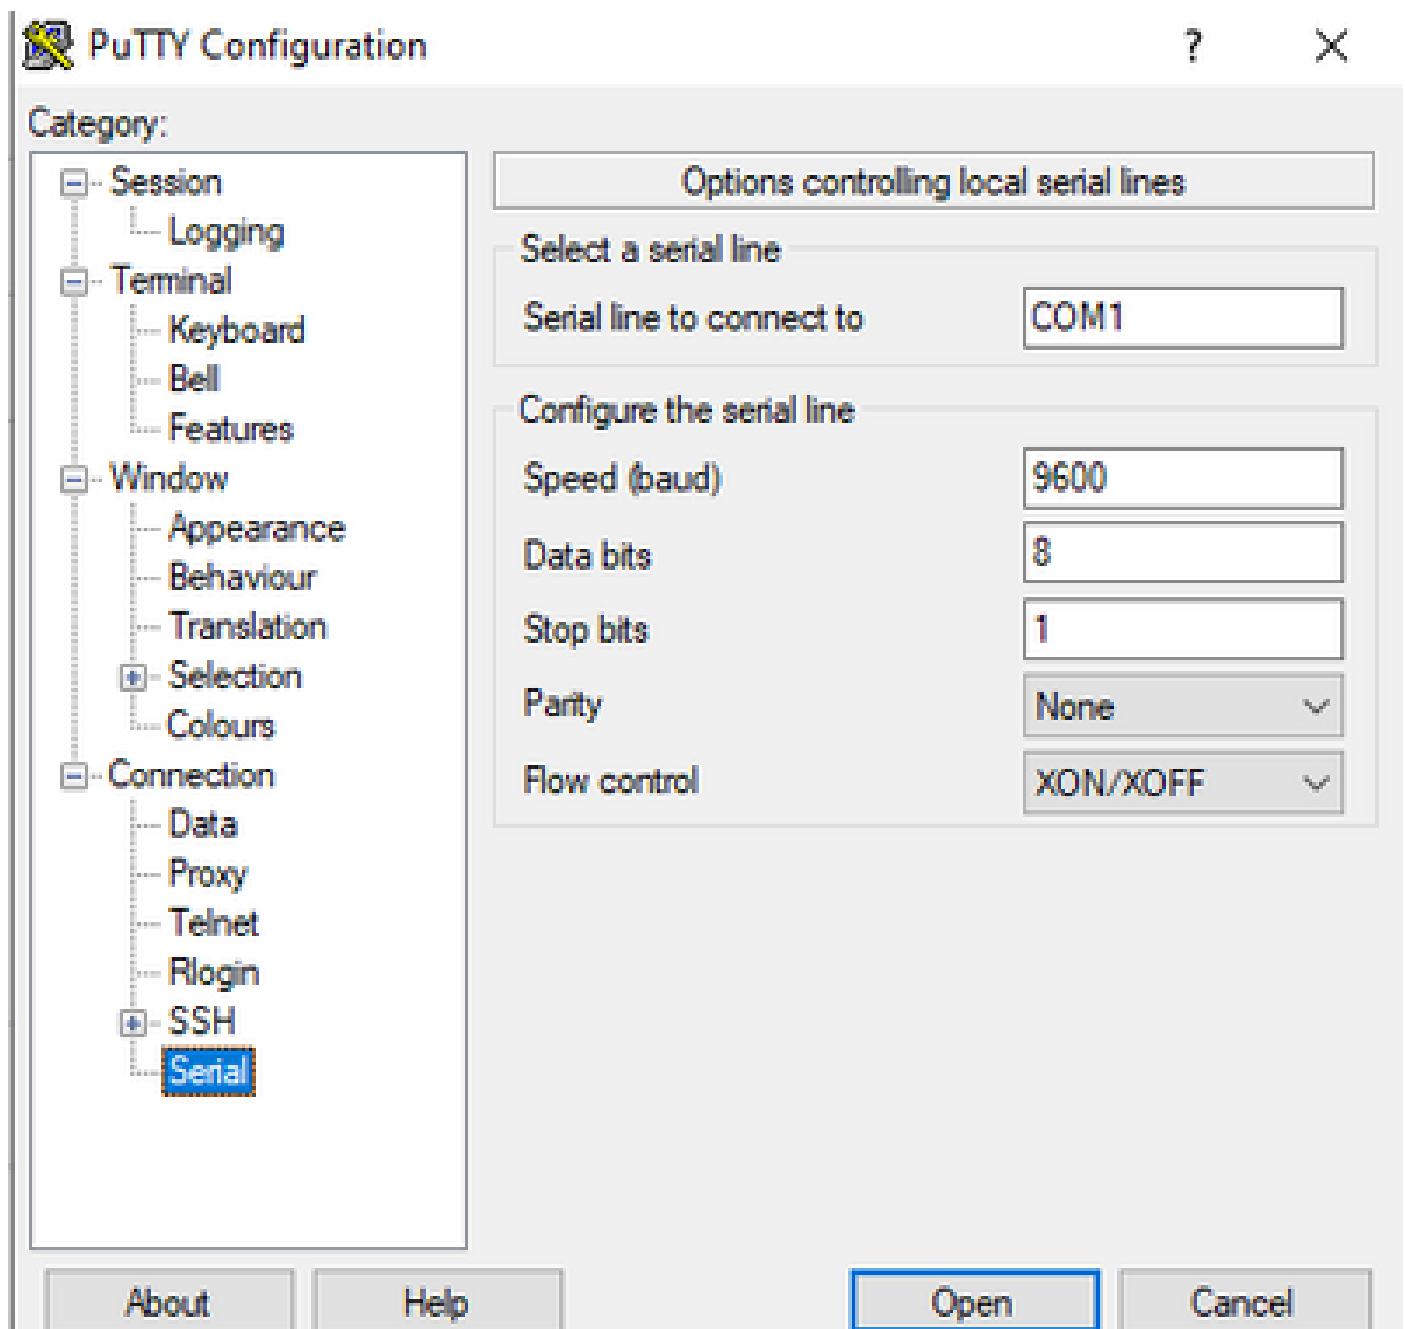 PuTTY Configuration
?
Category:
Session
Logging
Terminal
Keyboard
Bell
Features
Window
Appearance
Behaviour
Translation
Selection
Colours
Connection
Data
Proxy
Telnet
Rlogin
SSH
Serial
Options controlling local serial lines
Select a serial line
Serial line to connect to COM1
Configure the serial line
Speed (baud) 9600
Data bits 8
Stop bits 1
Parity None
Flow control XON/XOFF
About Help Open Cancel